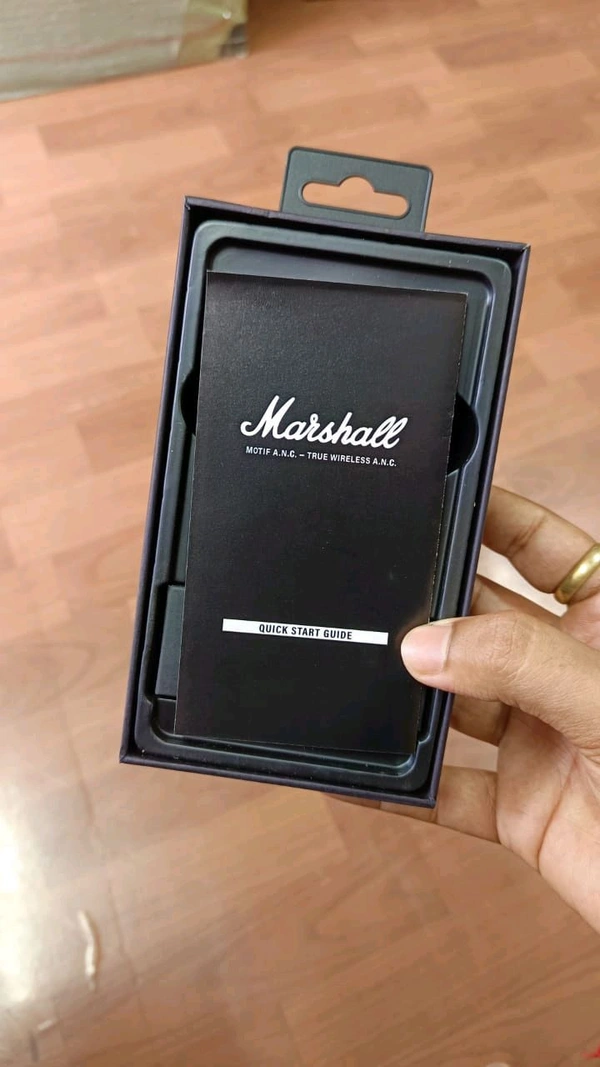 Marshall
MOTIF A.N.C. – TRUE WIRELESS A.N.C.
QUICK START GUIDE